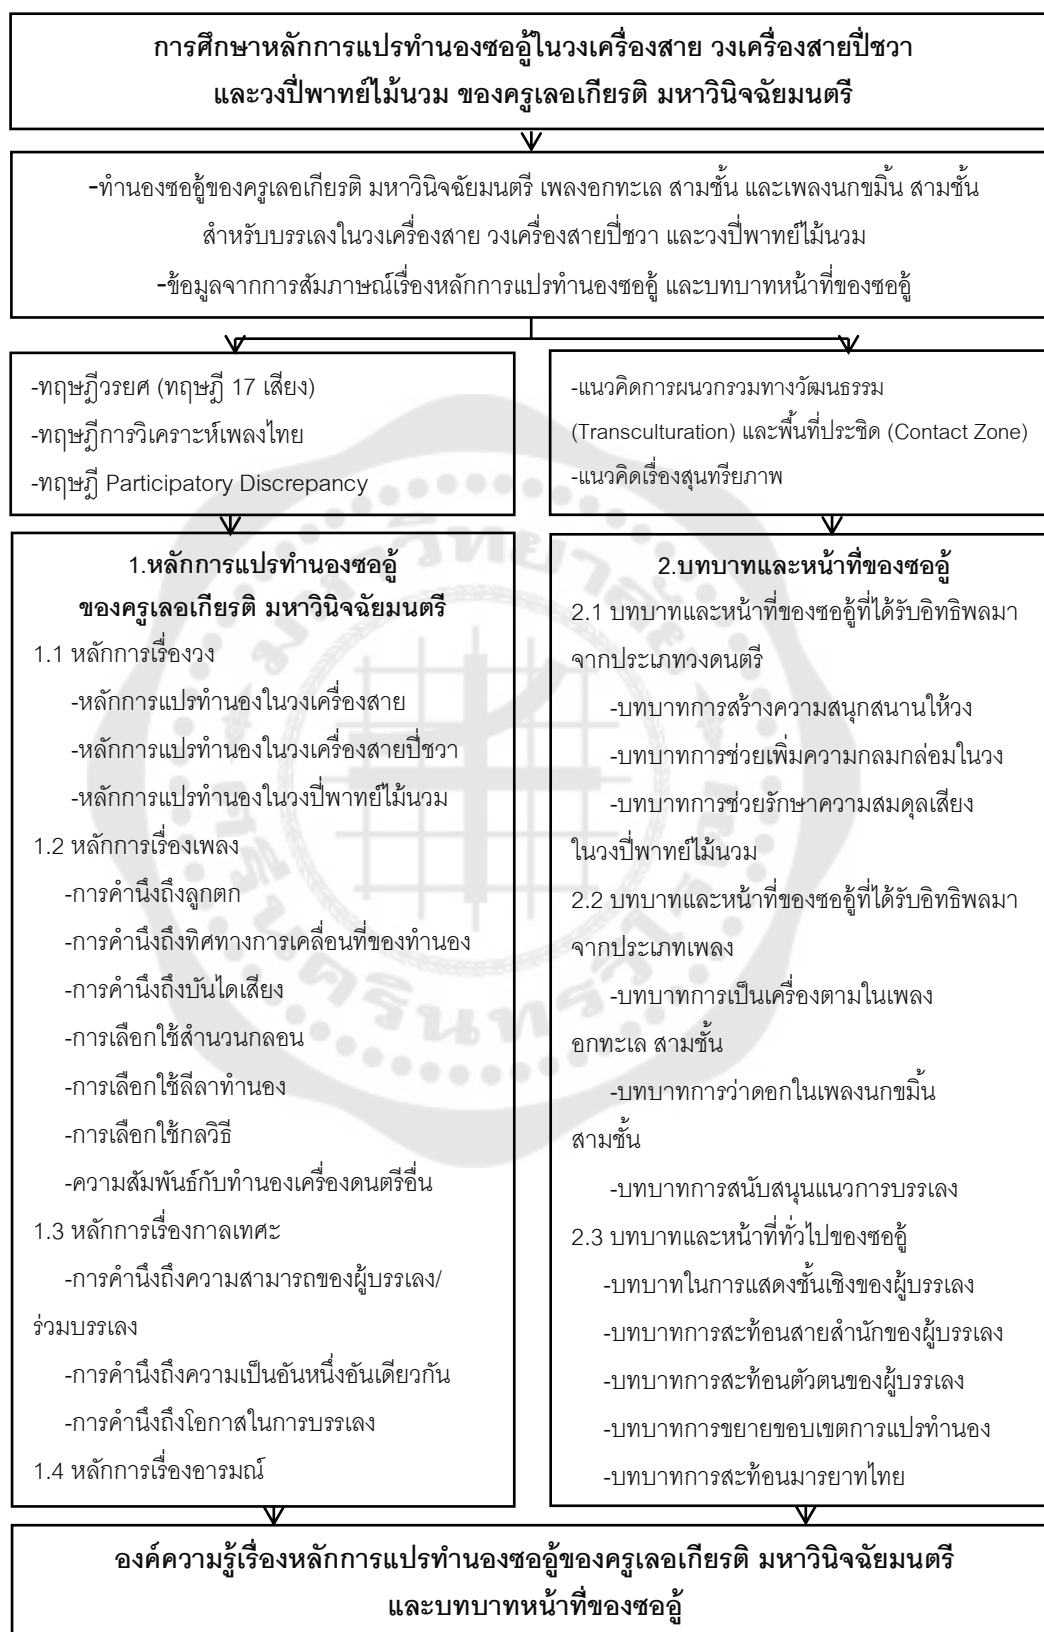 การศึกษาหลักการแปรทำนองซออู้ในวงเครื่องสาย วงเครื่องสายปี่ชวา
และวงปี่พาทย์ไม้นวม ของครูเลอเกียรติ มหาวินิจฉัยมนตรี
-ทำนองซออู้ของครูเลอเกียรติ มหาวินิจฉัยมนตรี เพลงอกทะเล สามชั้น และเพลงนกขมิ้น สามชั้น
สำหรับบรรเลงในวงเครื่องสาย วงเครื่องสายปี่ชวา และวงปี่พาทย์ไม้นวม
-ข้อมูลจากการสัมภาษณ์เรื่องหลักการแปรทำนองซออู้ และบทบาทหน้าที่ของซออู้
-ทฤษฎีวรยศ (ทฤษฎี 17 เสียง)
-ทฤษฎีการวิเคราะห์เพลงไทย
-ทฤษฎี Participatory Discrepancy
-แนวคิดการผนวกรวมทางวัฒนธรรม
(Transculturation) และพื้นที่ประชิด (Contact Zone)
-แนวคิดเรื่องสุนทรียภาพ
1.หลักการแปรทำนองซออู้
ของครูเลอเกียรติ มหาวินิจฉัยมนตรี
1.1 หลักการเรื่องวง
-หลักการแปรทำนองในวงเครื่องสาย
-หลักการแปรทำนองในวงเครื่องสายปี่ชวา
-หลักการแปรทำนองในวงปี่พาทย์ไม้นวม
1.2 หลักการเรื่องเพลง
-การคำนึงถึงลูกตก
-การคำนึงถึงทิศทางการเคลื่อนที่ของทำนอง
-การคำนึงถึงบันไดเสียง
-การเลือกใช้สำนวนกลอน
-การเลือกใช้ลีลาทำนอง
-การเลือกใช้กลวิธี
-ความสัมพันธ์กับทำนองเครื่องดนตรีอื่น
1.3 หลักการเรื่องกาลเทศะ
-การคำนึงถึงความสามารถของผู้บรรเลง/
ร่วมบรรเลง
-การคำนึงถึงความเป็นอันหนึ่งอันเดียวกัน
-การคำนึงถึงโอกาสในการบรรเลง
1.4 หลักการเรื่องอารมณ์
2.บทบาทและหน้าที่ของซออู้
2.1 บทบาทและหน้าที่ของซออู้ที่ได้รับอิทธิพลมา
จากประเภทวงดนตรี
-บทบาทการสร้างความสนุกสนานให้วง
-บทบาทการช่วยเพิ่มความกลมกล่อมในวง
-บทบาทการช่วยรักษาความสมดุลเสียง
ในวงปี่พาทย์ไม้นวม
2.2 บทบาทและหน้าที่ของซออู้ที่ได้รับอิทธิพลมา
จากประเภทเพลง
-บทบาทการเป็นเครื่องตามในเพลง
อกทะเล สามชั้น
-บทบาทการว่าดอกในเพลงนกขมิ้น
สามชั้น
-บทบาทการสนับสนุนแนวการบรรเลง
2.3 บทบาทและหน้าที่ทั่วไปของซออู้
-บทบาทในการแสดงชั้นเชิงของผู้บรรเลง
-บทบาทการสะท้อนสายสำนักของผู้บรรเลง
-บทบาทการสะท้อนตัวตนของผู้บรรเลง
-บทบาทการขยายขอบเขตการแปรทำนอง
-บทบาทการสะท้อนมารยาทไทย
องค์ความรู้เรื่องหลักการแปรทำนองซออู้ของครูเลอเกียรติ มหาวินิจฉัยมนตรี
และบทบาทหน้าที่ของซออู้
มหาวิทยาลัย
ศรีนครินทรวิโรฒ